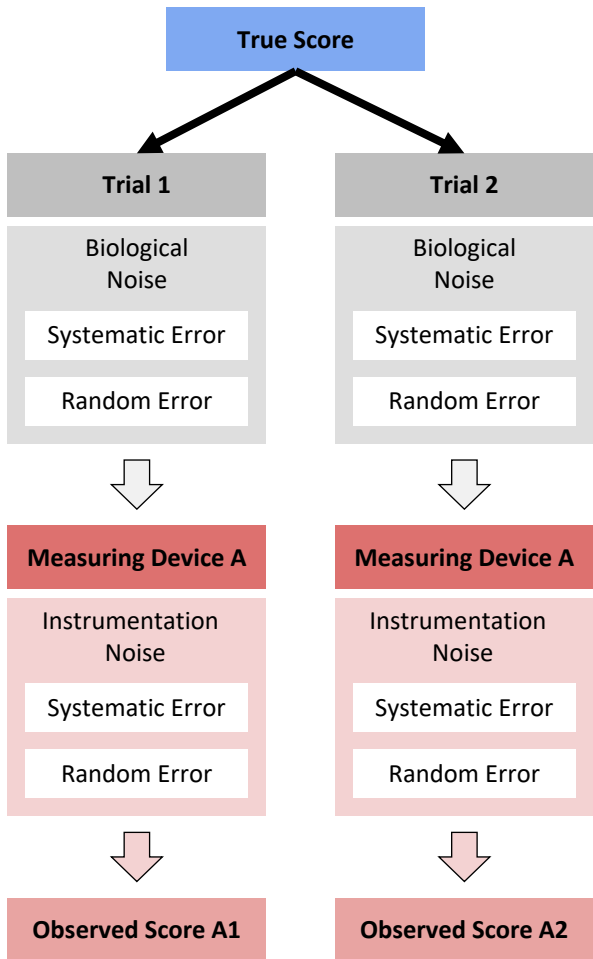 True Score
Trial 1
Biological
Noise
Systematic Error
Random Error
Measuring Device A
Instrumentation
Noise
Systematic Error
Random Error
Observed Score A1
Trial 2
Biological
Noise
Systematic Error
Random Error
Measuring Device A
Instrumentation
Noise
Systematic Error
Random Error
Observed Score A2